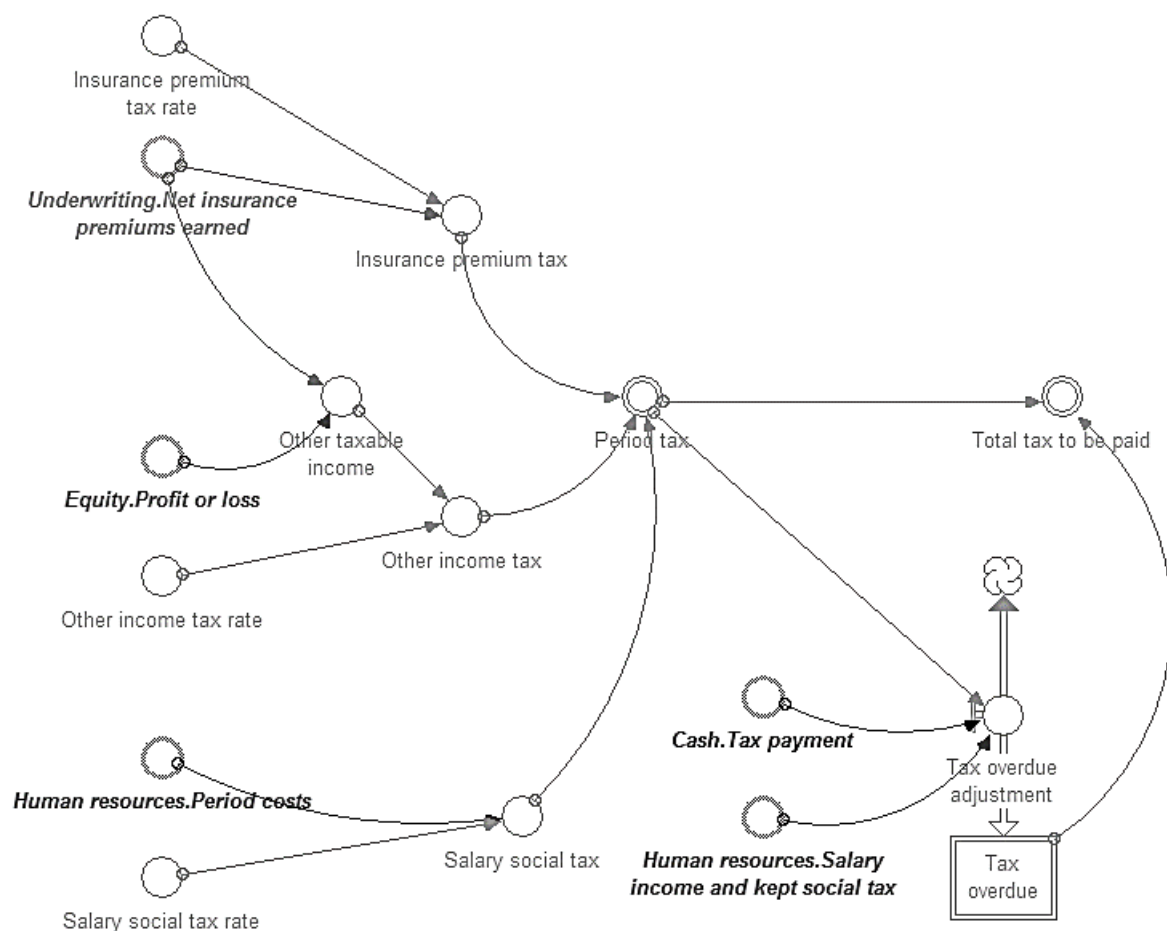 Insurance premium
tax rate
Underwriting.Net insurance
premiums earned
Insurance premium tax
Other taxable
income
Period tax
Total tax to be paid
Equity.Profit or loss
Other income tax
Other income tax rate
Cash.Tax payment
Tax overdue
adjustment
Human resources.Period costs
Salary social tax
Human resources.Salary
income and kept social tax
Tax
overdue
Salary social tax rate